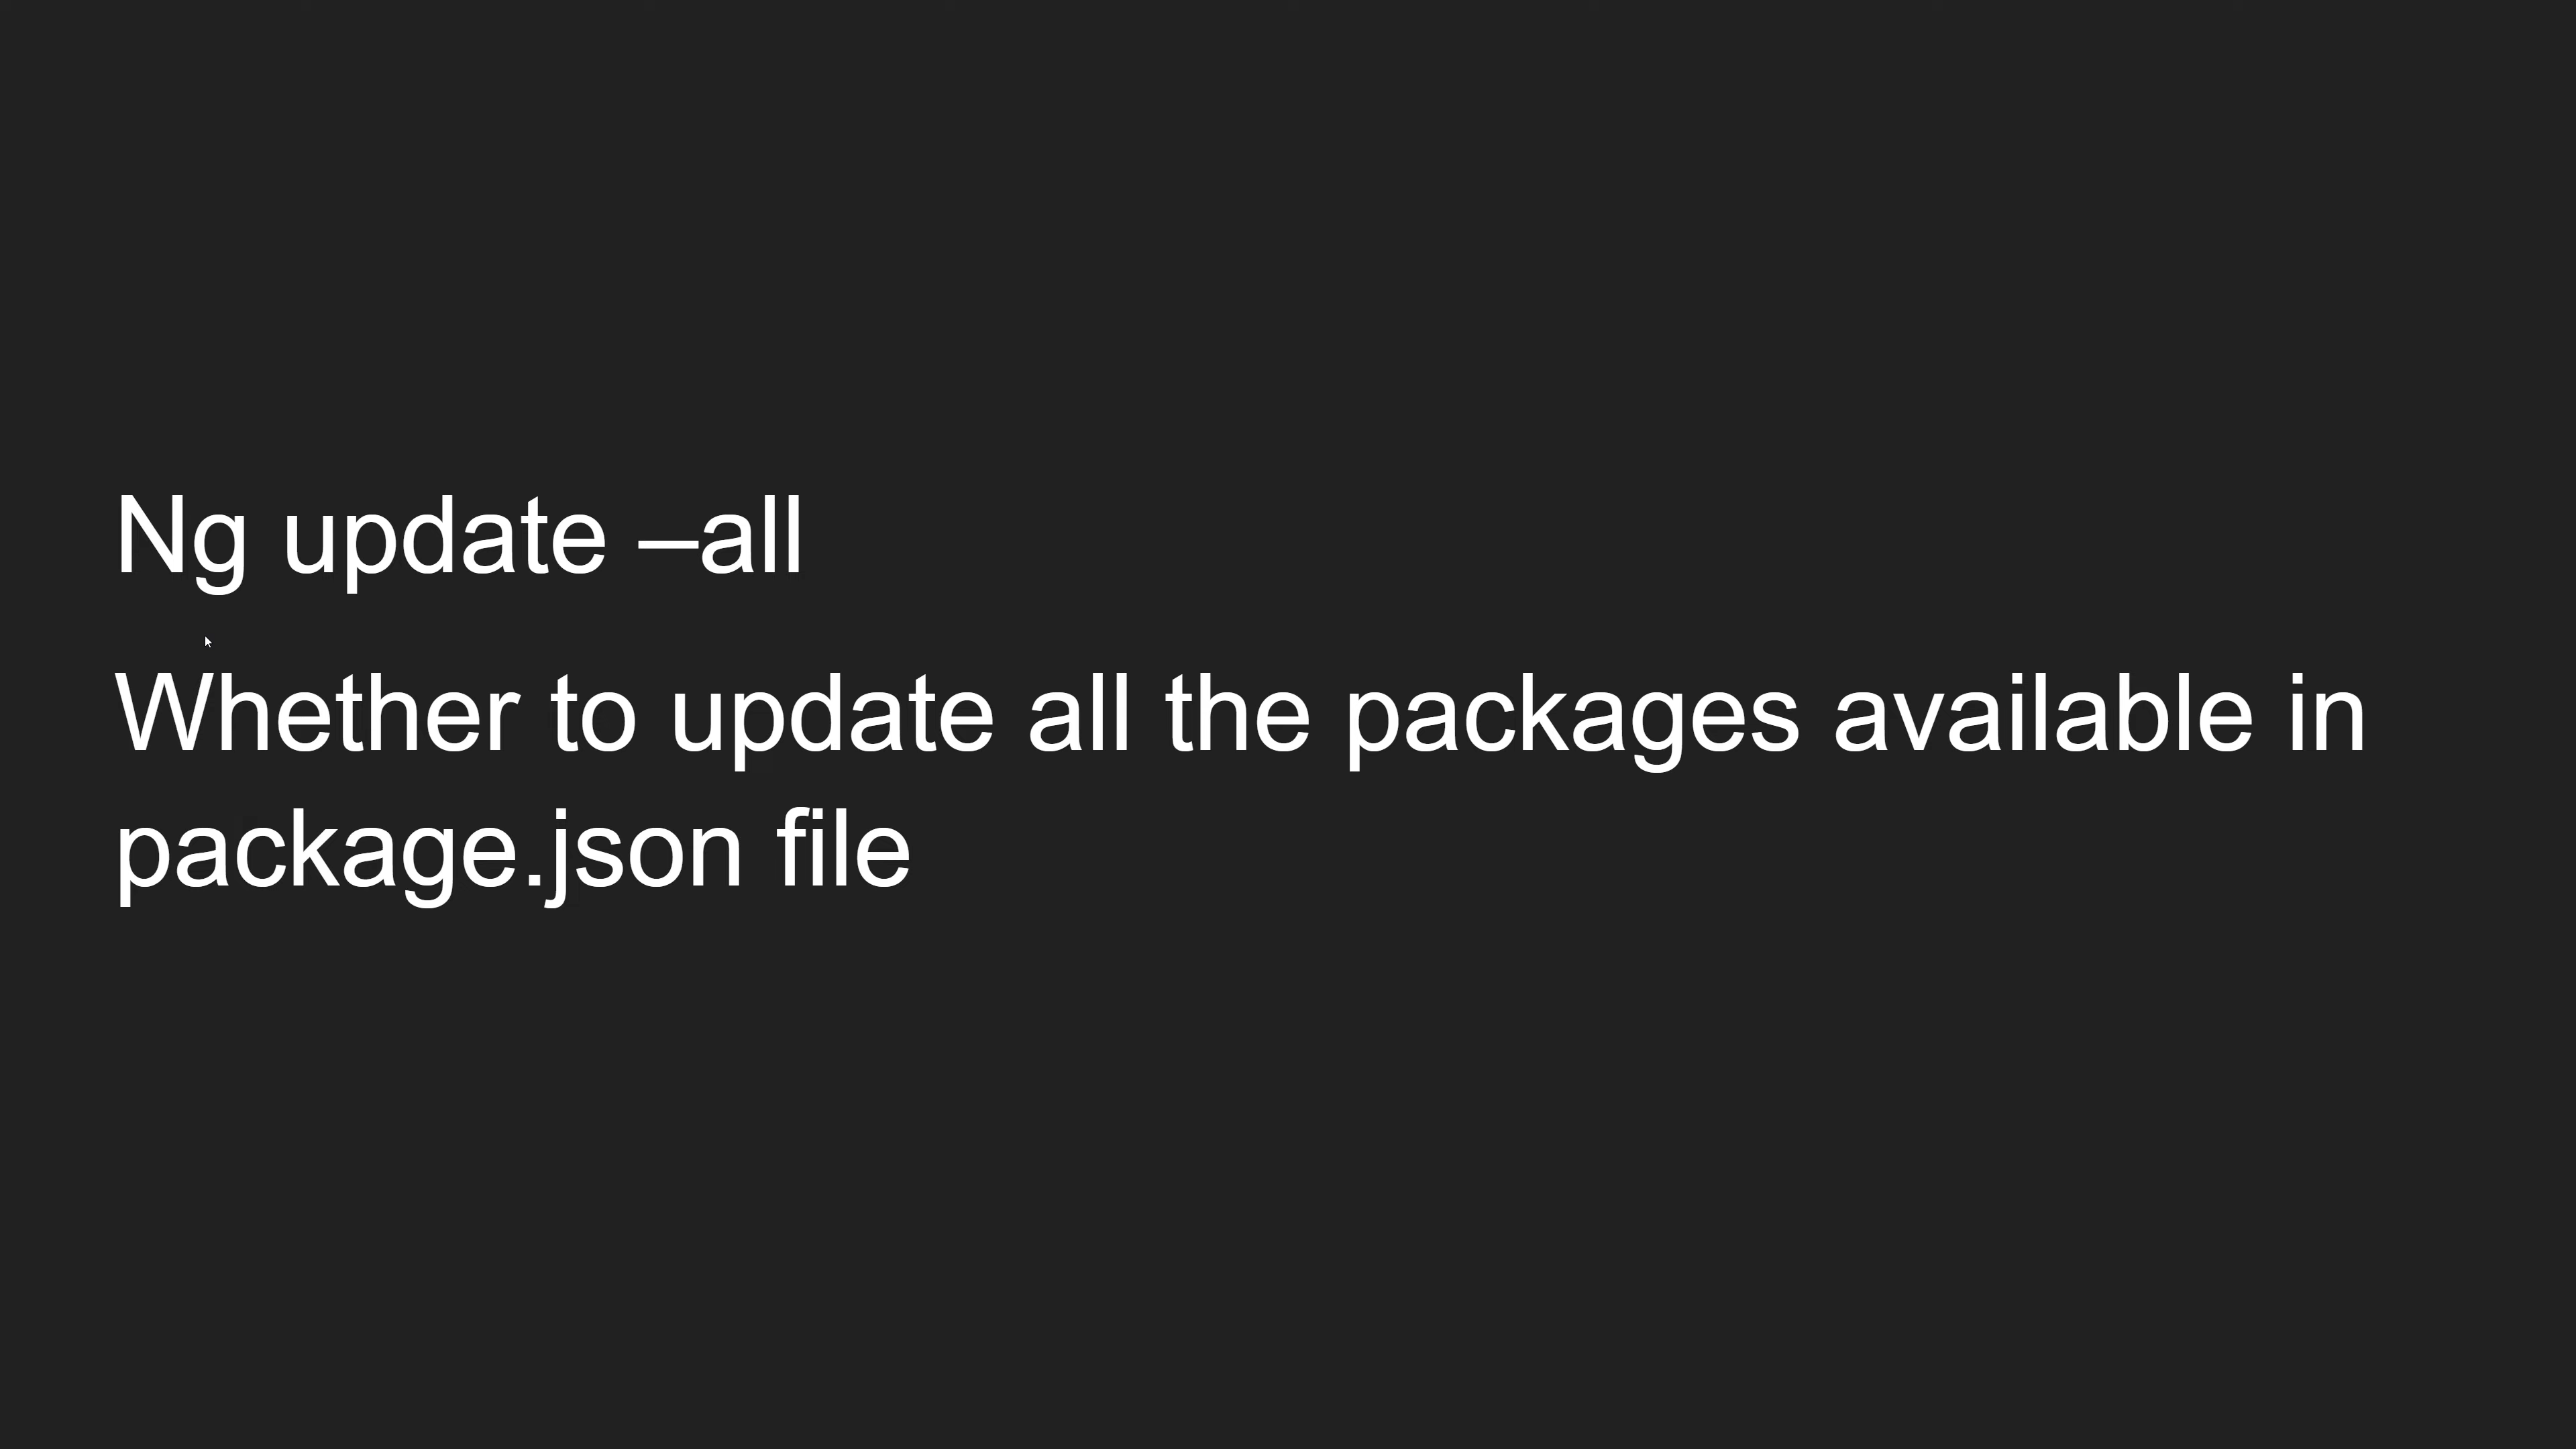 Ng update –all
Whether to update all the packages available in
package.json file